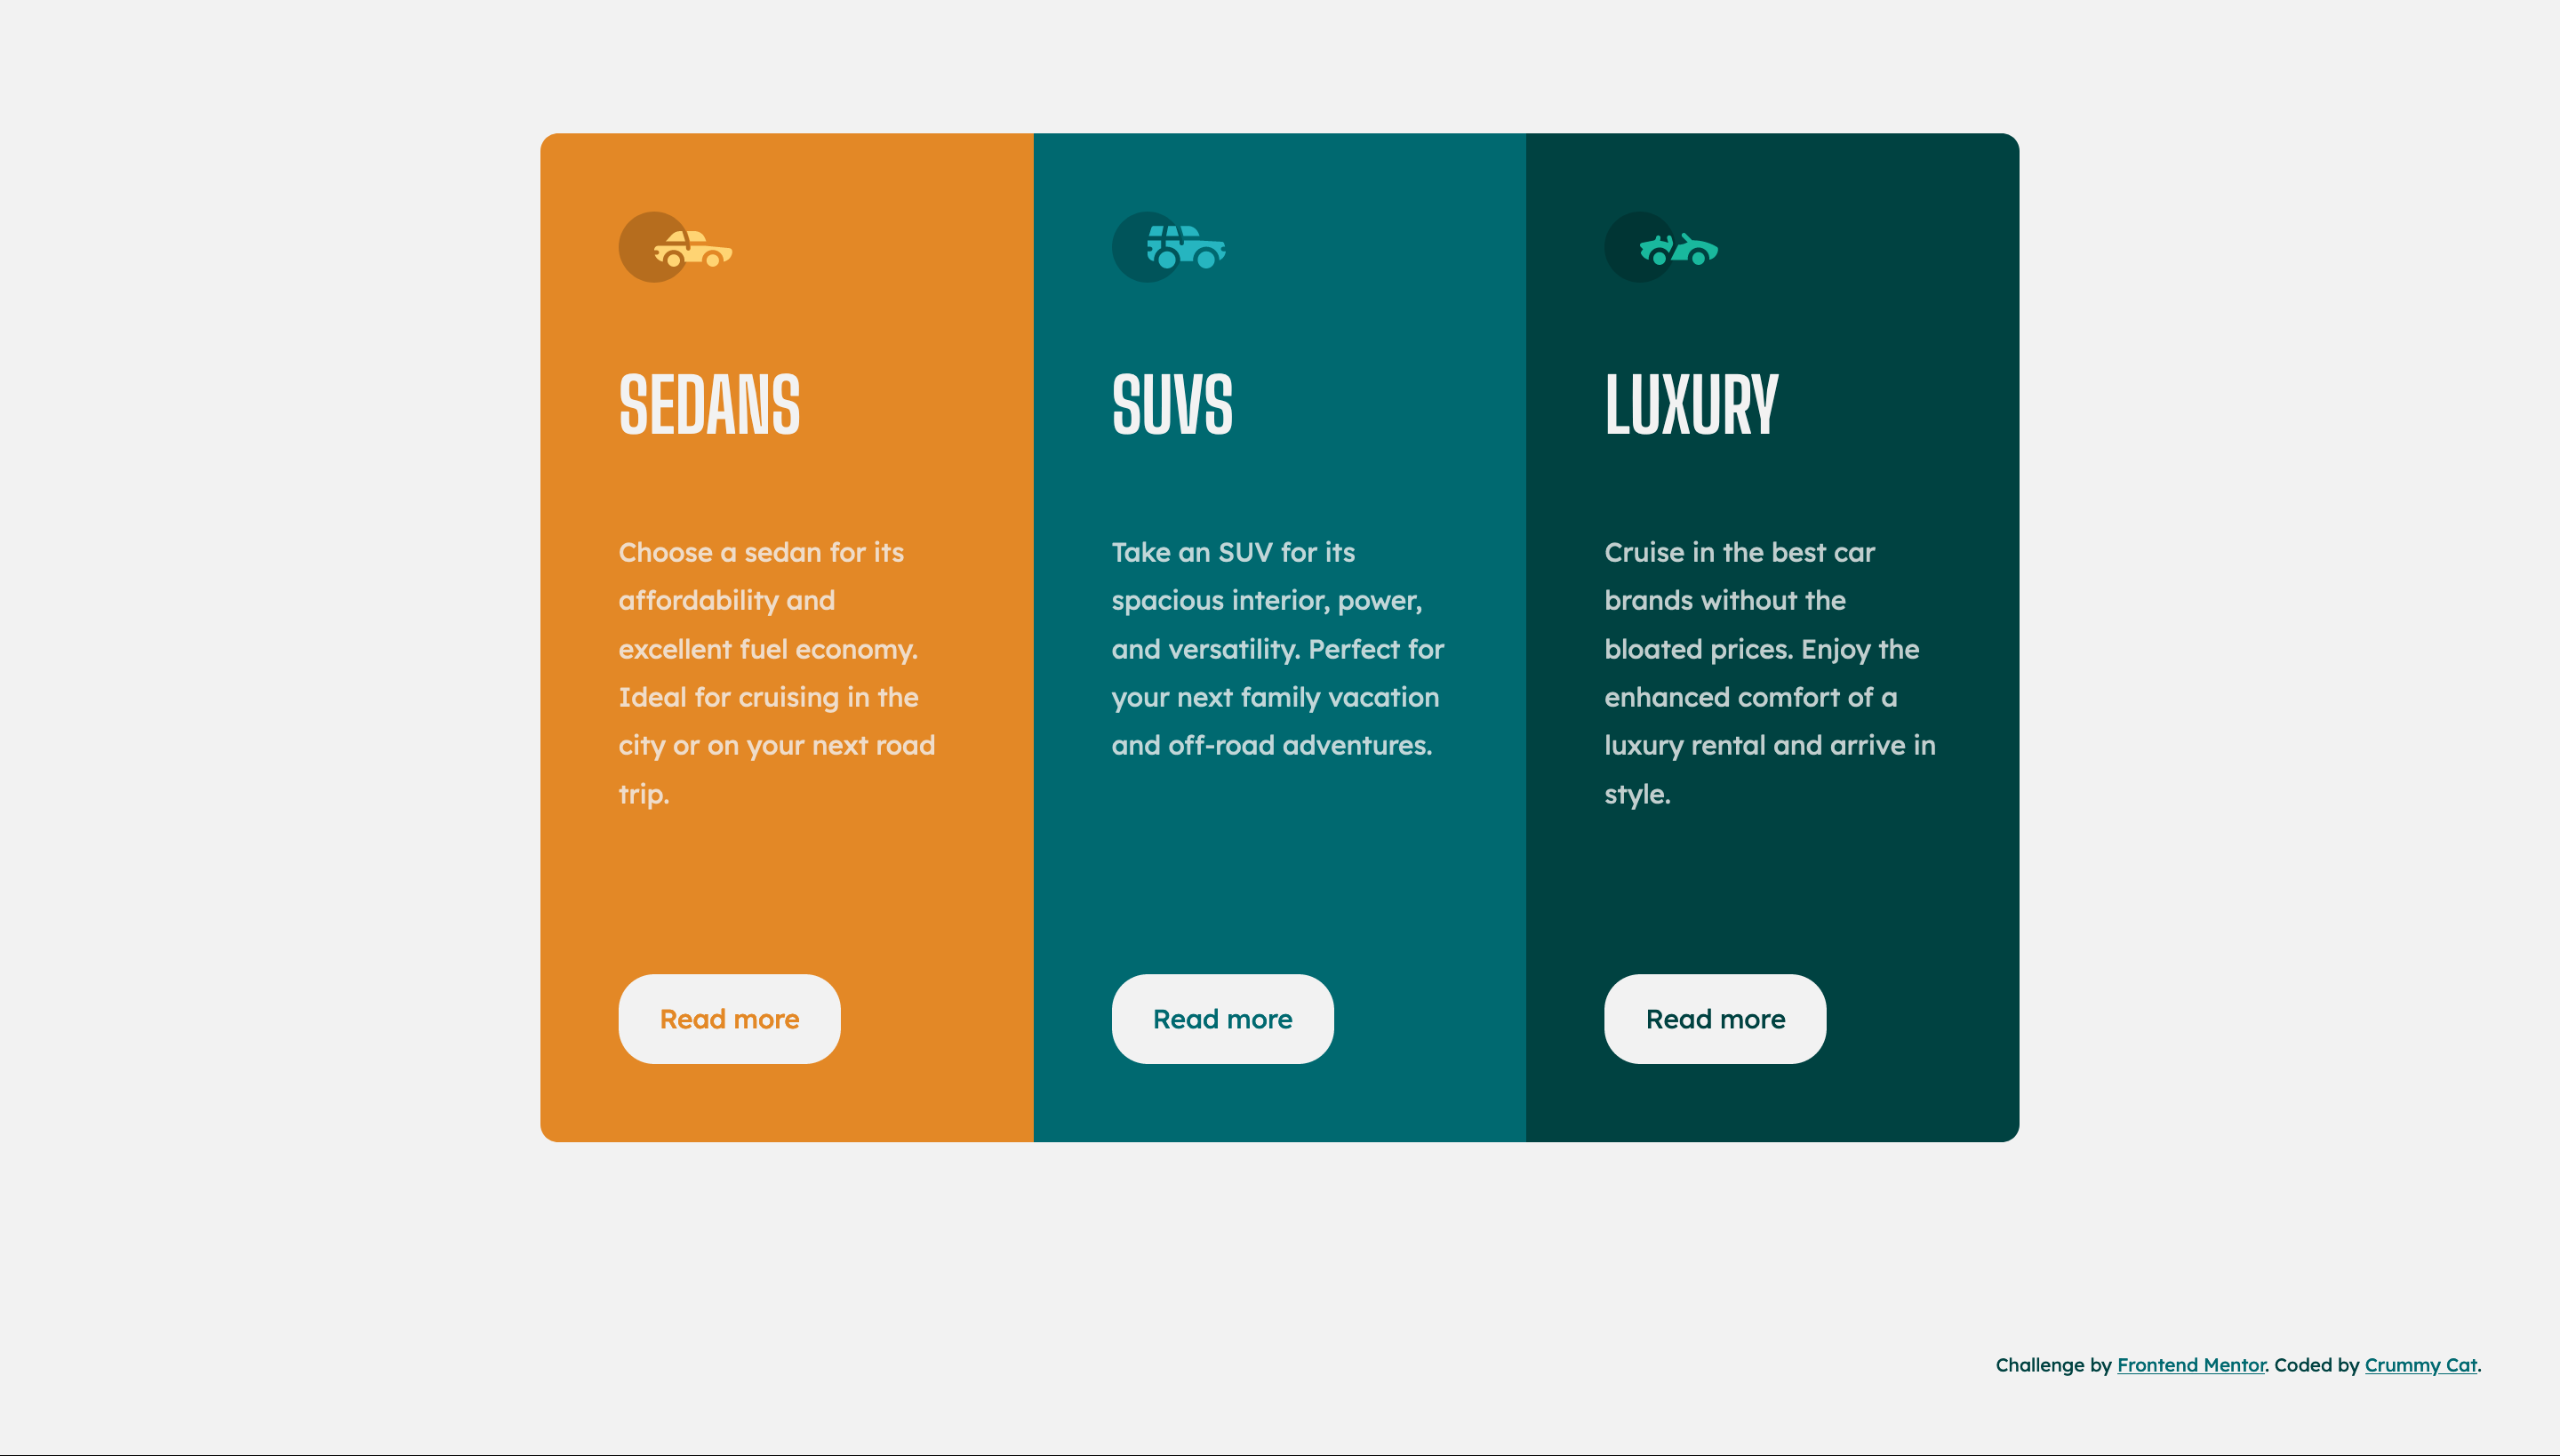 SEDANS
Choose a sedan for its
affordability and
excellent fuel economy.
Ideal for cruising in the
city or on your next road
trip.
Read more
SUVS
Take an SUV for its
spacious interior, power,
and versatility. Perfect for
your next family vacation
and off-road adventures.
Read more
LUXURY
Cruise in the best car
brands without the
bloated prices. Enjoy the
enhanced comfort of a
luxury rental and arrive in
style.
Read more
Challenge by Frontend Mentor. Coded by Crummy Cat.